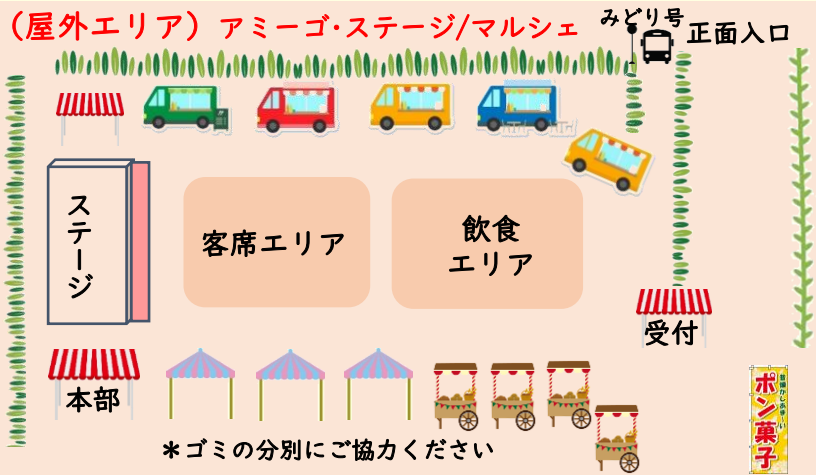 (屋外エリア) アミーゴ・ステージ/マルシェ
みどり号
正面入口
ステージ
客席エリア
飲食
エリア
受付
本部
ポン菓子
*ゴミの分別にご協力ください